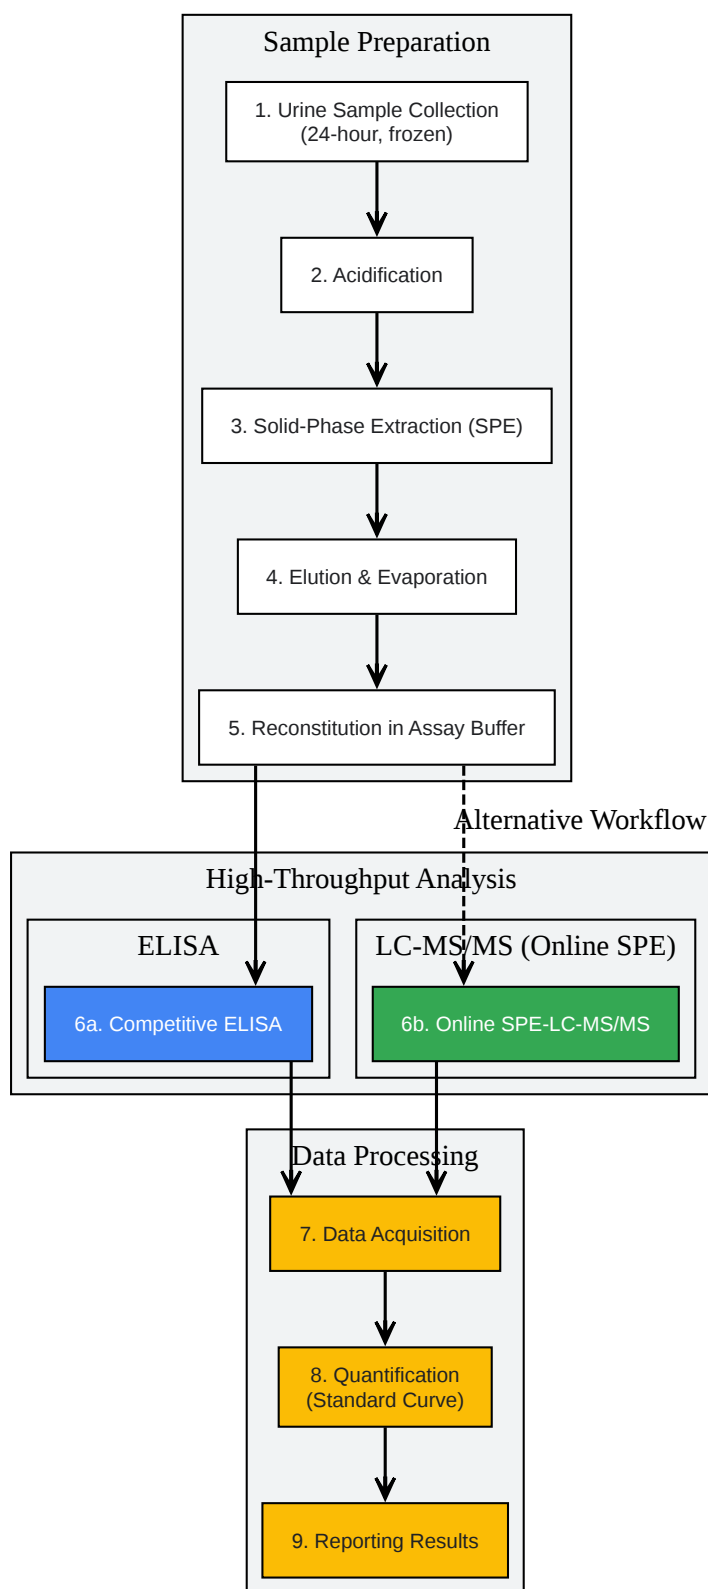 Sample Preparation
1. Urine Sample Collection
(24-hour, frozen)
2. Acidification
3. Solid-Phase Extraction (SPE)
4. Elution & Evaporation
5. Reconstitution in Assay Buffer
Alternative Workflow
High-Throughput Analysis
ELISA
LC-MS/MS (Online SPE)
6a. Competitive ELISA
6b. Online SPE-LC-MS/MS
Data Processing
7. Data Acquisition
8. Quantification
(Standard Curve)
9. Reporting Results